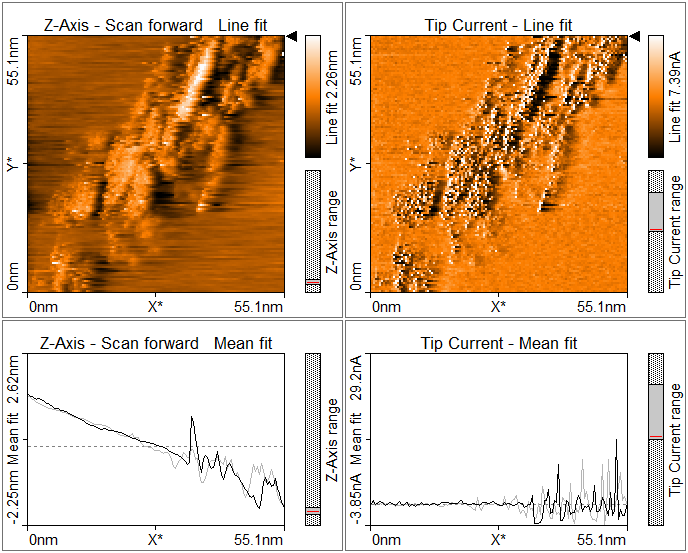 Z-Axis - Scan forward Line fit
55.1nm
Y*
0nm
0nm
X*
55.1nm
Line fit 2.26nm
Z-Axis range
Tip Current - Line fit
55.1nm
Y*
0nm
0nm
X*
55.1nm
Line fit 7.39nA
Tip Current range
Z-Axis - Scan forward Mean fit
-2.25nm Mean fit 2.62nm
0nm
X*
55.1nm
Z-Axis range
Tip Current - Mean fit
-3.85nA Mean fit 29.2nA
0nm
X*
55.1nm
Tip Current range